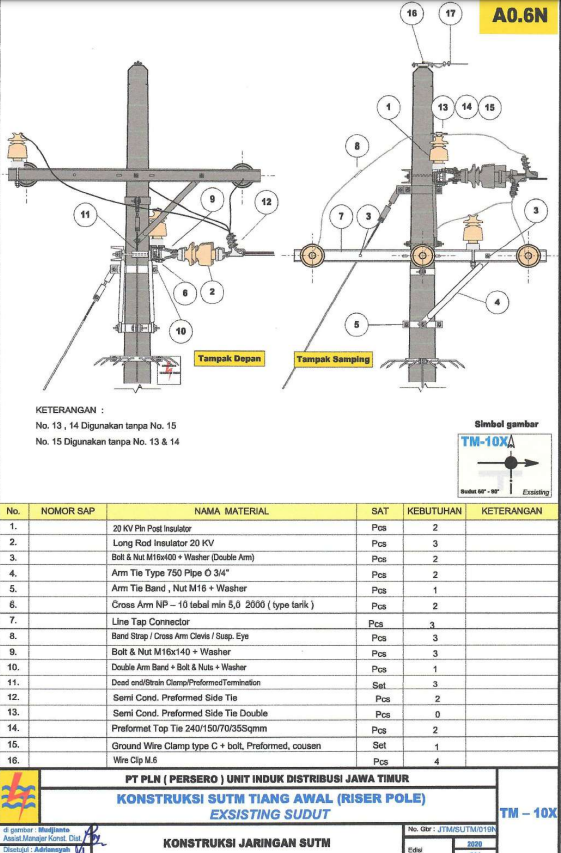 A0.6N
16 17
1 13 14 15
8
11 9 12
7 3 3
6 2
10
5 4
Tampak Depan Tampak Samping
KETERANGAN :
No. 13 , 14 Digunakan tanpa No. 15
No. 15 Digunakan tanpa No. 13 & 14
Simbol gambar
TM-10X
Sudut 60° - 90° Exsisting
No. NOMOR SAP NAMA MATERIAL SAT KEBUTUHAN KETERANGAN
1. 20 KV Pin Post Insulator Pcs 2
2. Long Rod Insulator 20 KV Pcs 3
3. Bolt & Nut M16x400 + Washer (Double Arm) Pcs 2
4. Arm Tie Type 750 Pipe Ó 3/4" Pcs 2
5. Arm Tie Band , Nut M16 + Washer Pcs 1
6. Cross Arm NP – 10 tebal min 5,0 2000 ( type tarik ) Pcs 2
7. Line Tap Connector Pcs 3
8. Band Strap / Cross Arm Clevis / Susp. Eye Pcs 3
9. Bolt & Nut M16x140 + Washer Pcs 3
10. Double Arm Band + Bolt & Nuts + Washer Pcs 1
11. Dead end/Strain Clamp/PreformedTermination Set 3
12. Semi Cond. Preformed Side Tie Pcs 2
13. Semi Cond. Preformed Side Tie Double Pcs 0
14. Preformet Top Tie 240/150/70/35Sqmm Pcs 2
15. Ground Wire Clamp type C + bolt, Preformed, cousen Set 1
16. Wire Clip M.6 Pcs 4
PT PLN ( PERSERO ) UNIT INDUK DISTRIBUSI JAWA TIMUR
KONSTRUKSI SUTM TIANG AWAL (RISER POLE)
EXSISTING SUDUT
TM – 10X
di gambar : Mudjianto
Assist.Manajer Konst. Dist.
Disetujui : Adriansyah
KONSTRUKSI JARINGAN SUTM
No. Gbr : JTM/SUTM/019N
Edisi 2020